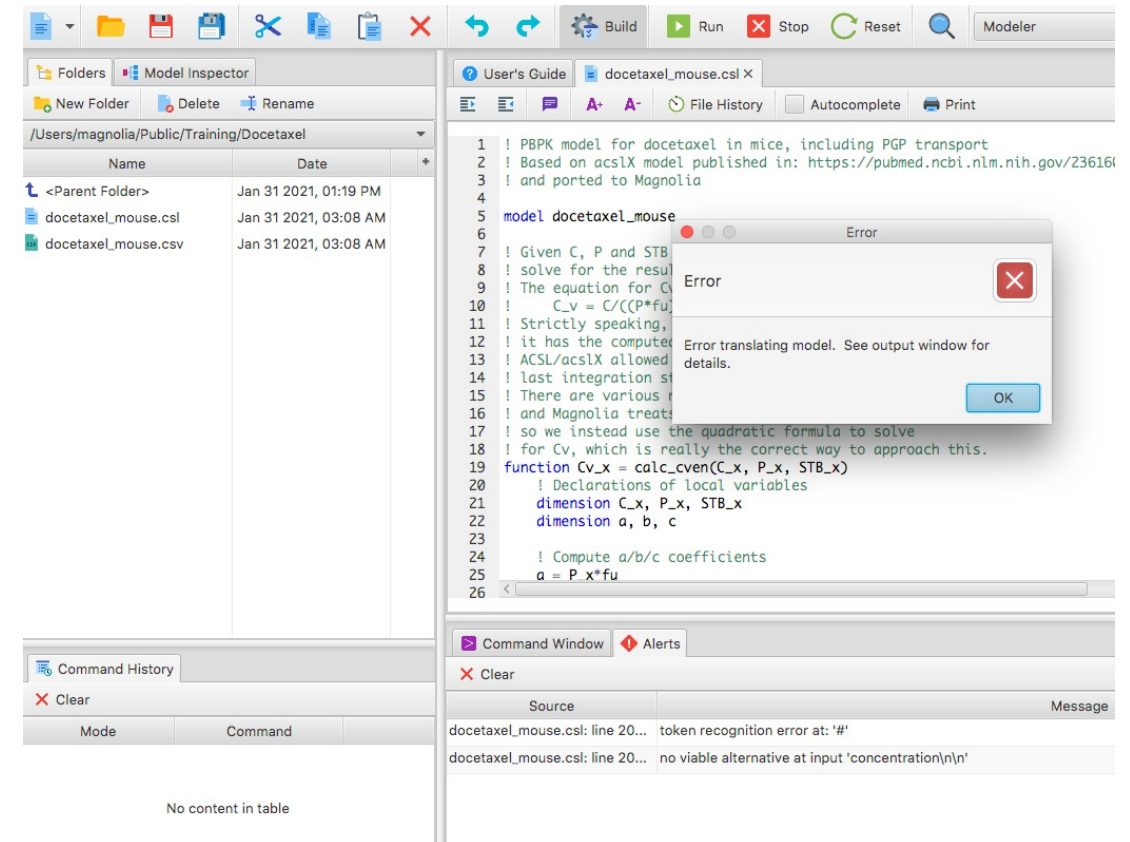 Build Run Stop Reset Modeler
Folders Model Inspector
New Folder Delete Rename
/Users/magnolia/Public/Training/Docetaxel
Name Date +
<Parent Folder> Jan 31 2021, 01:19 PM
docetaxel_mouse.csl Jan 31 2021, 03:08 AM
docetaxel_mouse.csv Jan 31 2021, 03:08 AM
User's Guide docetaxel_mouse.csl
A+ A- File History Autocomplete Print
1 ! PBPK model for docetaxel in mice, including PGP transport
2 ! Based on acslX model published in: https://pubmed.ncbi.nlm.nih.gov/236160
3 ! and ported to Magnolia
4
5 model docetaxel_mouse
6
7 ! Given C, P and STB
8 ! solve for the resul
9 ! The equation for Cv
10 ! C_v = C/((P*fu)
11 ! Strictly speaking,
12 ! it has the computed
13 ! ACSL/acslX allowed
14 ! last integration st
15 ! There are various
16 ! and Magnolia treats
17 ! so we instead use the quadratic formula to solve
18 ! for Cv, which is really the correct way to approach this.
19 function Cv_x = calc_cven(C_x, P_x, STB_x)
20 ! Declarations of local variables
21 dimension C_x, P_x, STB_x
22 dimension a, b, c
23
24 ! Compute a/b/c coefficients
25 a = P_x*fu
26
Error
Error
Error translating model. See output window for
details.
OK
Command History
Clear
Mode Command
No content in table
Command Window Alerts
Clear
Source Message
docetaxel_mouse.csl: line 20... token recognition error at: '#'
docetaxel_mouse.csl: line 20... no viable alternative at input 'concentration\n\n'